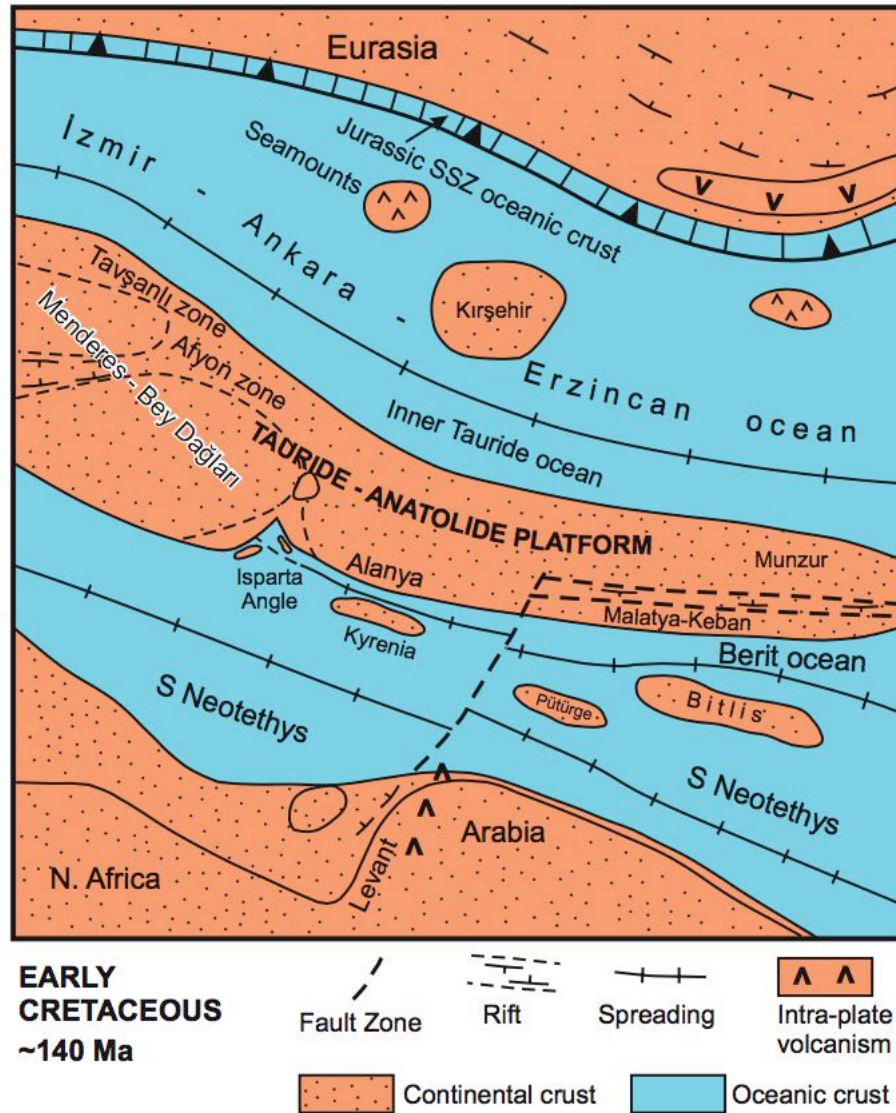 Eurasia
Jurassic SSZ oceanic crust
Seamounts
İzmir - Ankara - Erzincan ocean
Kırşehir
Tavşanlı zone
Afyon zone
Menderes - Bey Dağları
Inner Tauride ocean
TAURIDE - ANATOLIDE PLATFORM
Munzur
Malatya-Keban
Alanya
Isparta
Angle
Kyrenia
Berit ocean
Pütürge
Bitlis
S Neotethys
S Neotethys
Arabia
Levant
N. Africa
EARLY
CRETACEOUS
~140 Ma
Fault Zone
Rift
Spreading
Intra-plate
volcanism
Continental crust
Oceanic crust